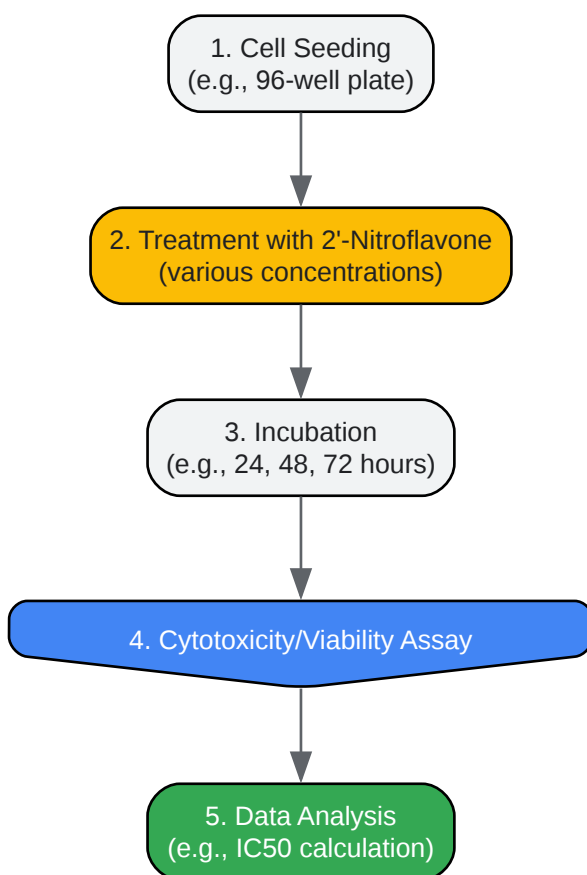 1. Cell Seeding
(e.g., 96-well plate)
2. Treatment with 2'-Nitroflavone
(various concentrations)
3. Incubation
(e.g., 24, 48, 72 hours)
4. Cytotoxicity/Viability Assay
5. Data Analysis
(e.g., IC50 calculation)